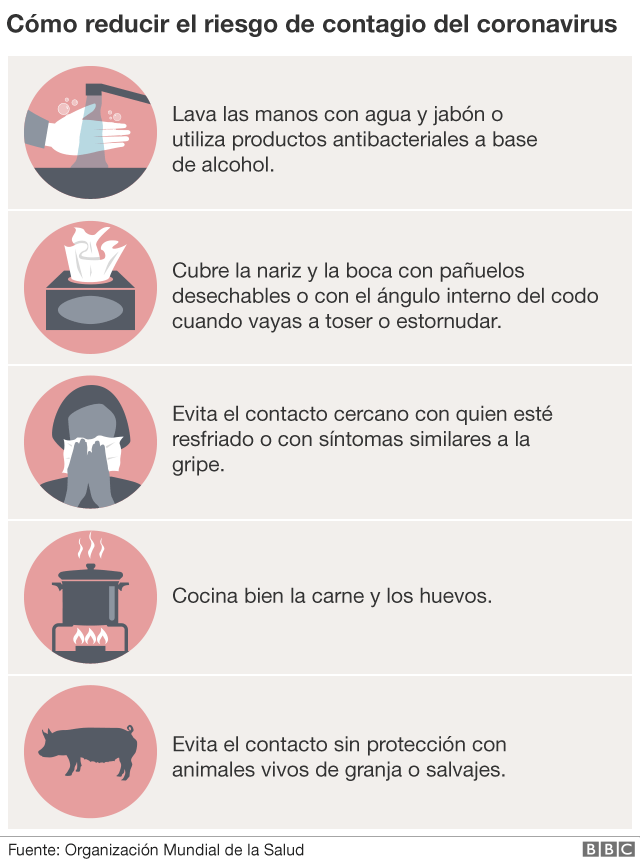 Cómo reducir el riesgo de contagio del coronavirus
Lava las manos con agua y jabón o
utiliza productos antibacteriales a base
de alcohol.
Cubre la nariz y la boca con pañuelos
desechables o con el ángulo interno del codo
cuando vayas a toser o estornudar.
Evita el contacto cercano con quien esté
resfriado o con síntomas similares a la
gripe.
Cocina bien la carne y los huevos.
Evita el contacto sin protección con
animales vivos de granja o salvajes.
Fuente: Organización Mundial de la Salud
BBC